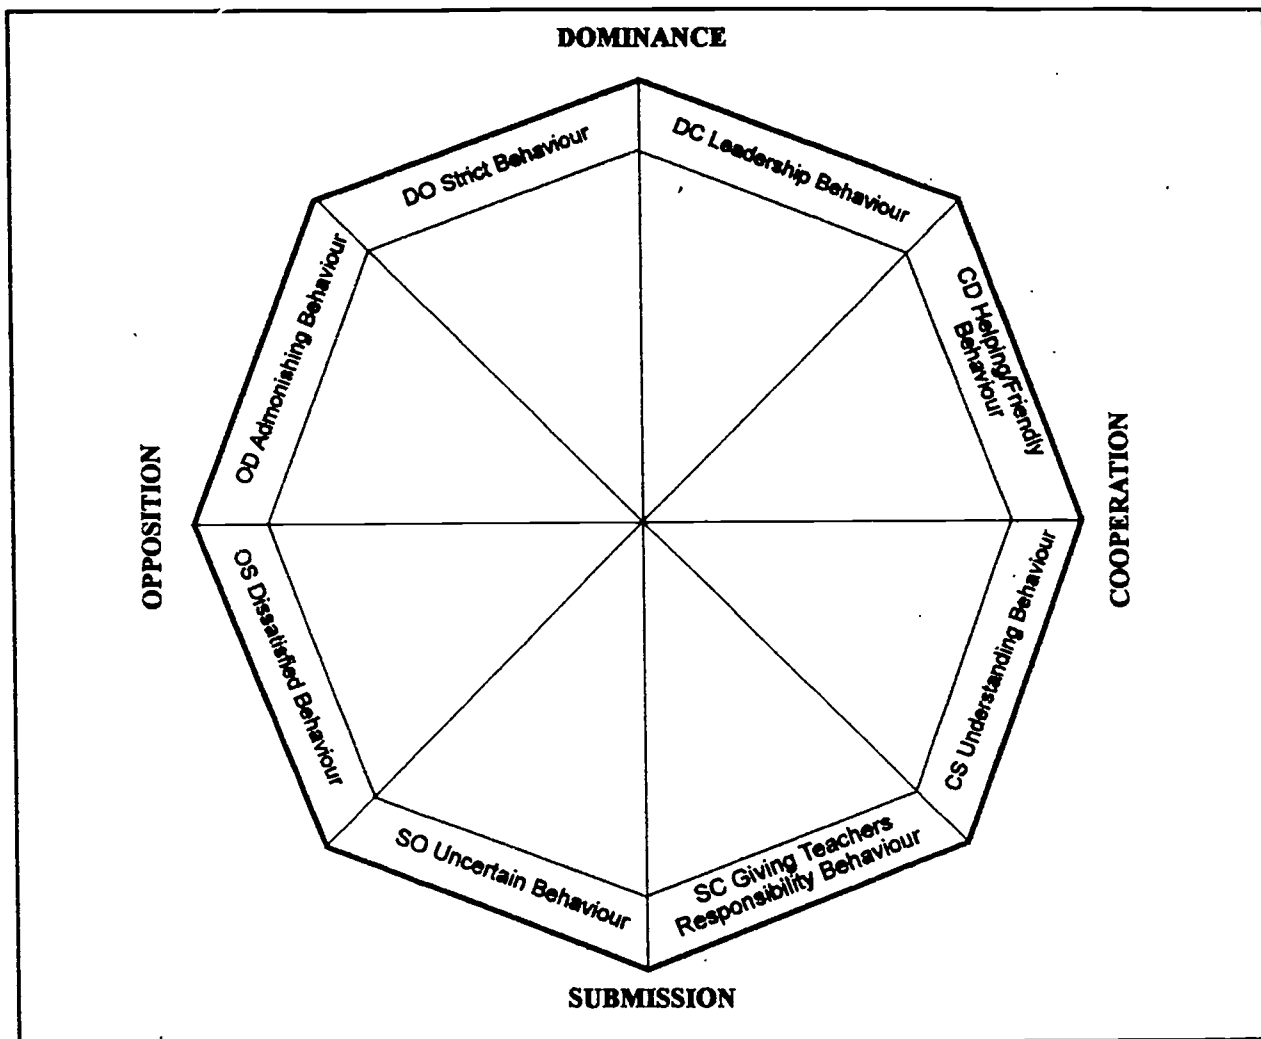 DOMINANCE
DO Strict Behaviour
DC Leadership Behaviour
OD Admonishing Behaviour
CD Helping/Friendly
Behaviour
OPPOSITION
COOPERATION
OS Dissatisfied Behaviour
CS Understanding Behaviour
SO Uncertain Behaviour
SC Giving Teachers
Responsibility Behaviour
SUBMISSION